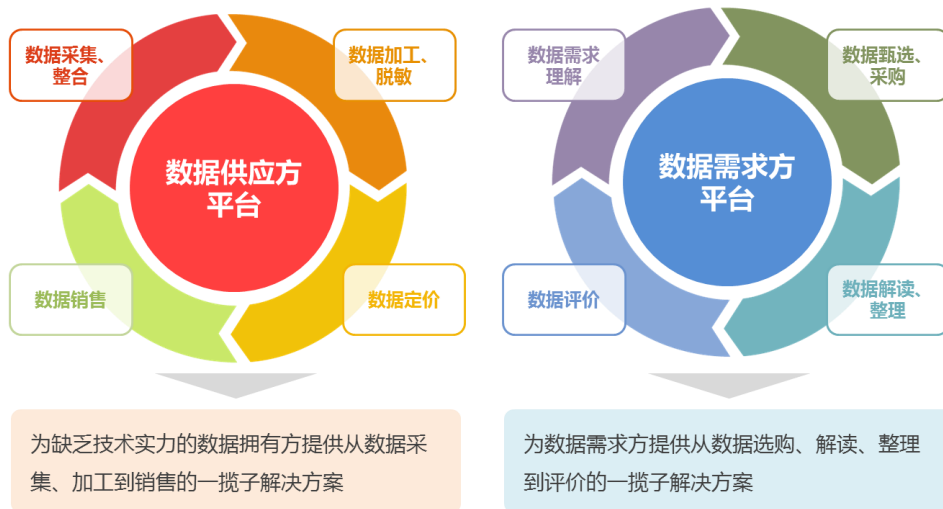 数据采集、
整合
数据加工、
脱敏
数据供应方
平台
数据销售
数据定价
为缺乏技术实力的数据拥有方提供从数据采
集、加工到销售的一揽子解决方案
数据需求
理解
数据甄选、
采购
数据需求方
平台
数据评价
数据解读、
整理
为数据需求方提供从数据选购、解读、整理
到评价的一揽子解决方案